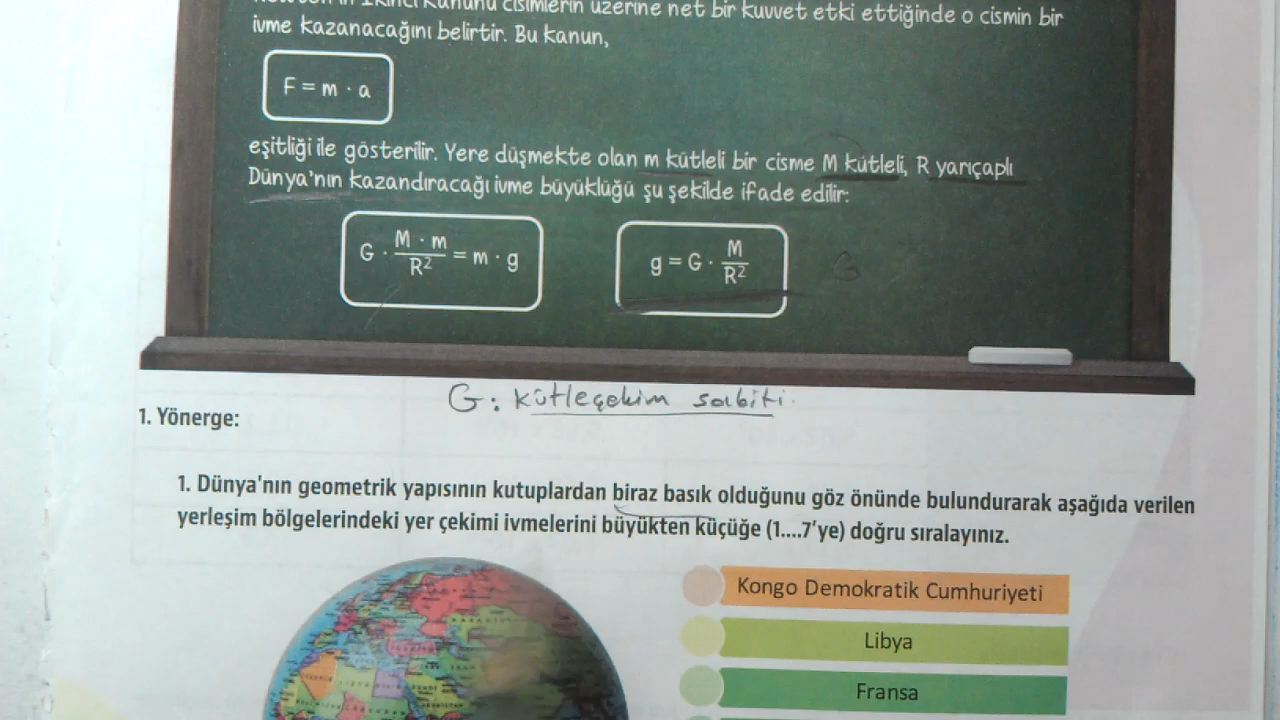 İkinci Kanunu cisimlerin üzerine net bir kuvvet etki ettiğinde o cismin bir
ivme kazanacağını belirtir. Bu kanun,
F = m · a
eşitliği ile gösterilir. Yere düşmekte olan m kütleli bir cisme M kütleli, R yarıçaplı
Dünya'nın kazandıracağı ivme büyüklüğü şu şekilde ifade edilir:
G · M · m / R² = m · g
g = G · M / R²
G
G: kütleçekim sabiti.
1. Yönerge:
1. Dünya'nın geometrik yapısının kutuplardan biraz basık olduğunu göz önünde bulundurarak aşağıda verilen
yerleşim bölgelerindeki yer çekimi ivmelerini büyükten küçüğe (1....7'ye) doğru sıralayınız.
Kongo Demokratik Cumhuriyeti
Libya
Fransa